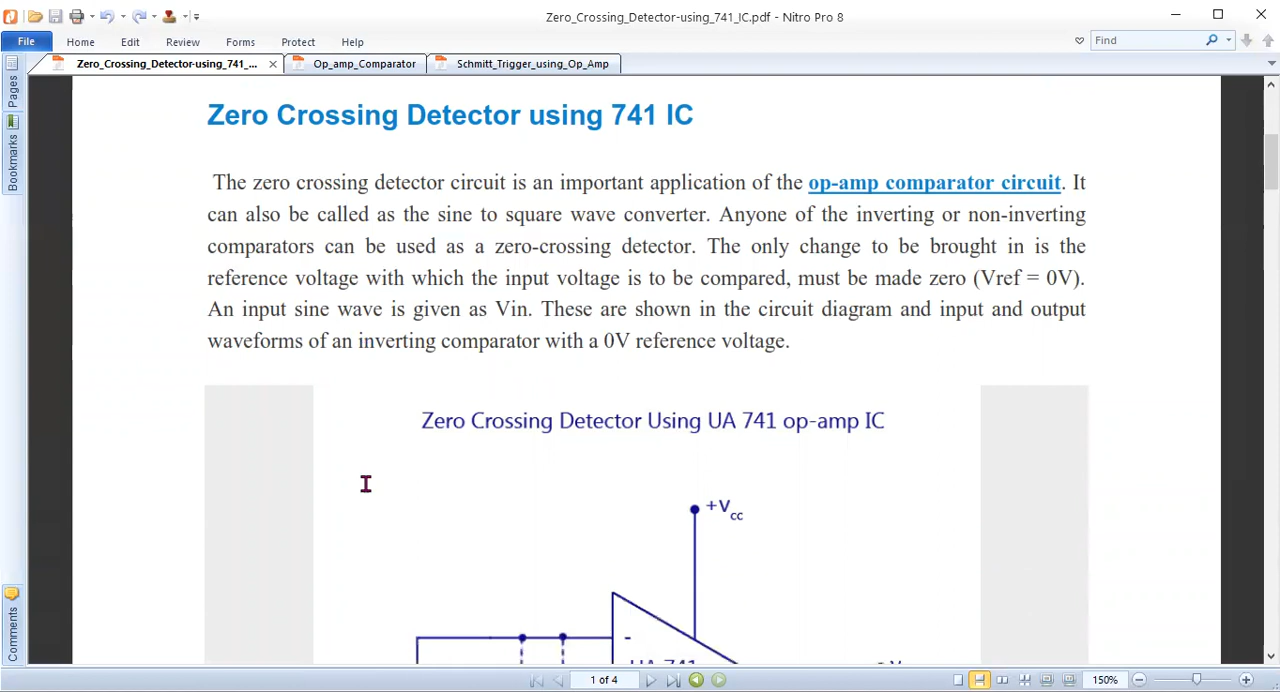 Zero_Crossing_Detector-using_741_IC.pdf - Nitro Pro 8
File Home Edit Review Forms Protect Help Find
Zero_Crossing_Detector-using_741_... Op_amp_Comparator Schmitt_Trigger_using_Op_Amp
Pages
Bookmarks
Comments
Zero Crossing Detector using 741 IC
The zero crossing detector circuit is an important application of the op-amp comparator circuit. It
can also be called as the sine to square wave converter. Anyone of the inverting or non-inverting
comparators can be used as a zero-crossing detector. The only change to be brought in is the
reference voltage with which the input voltage is to be compared, must be made zero (Vref = 0V).
An input sine wave is given as Vin. These are shown in the circuit diagram and input and output
waveforms of an inverting comparator with a 0V reference voltage.
Zero Crossing Detector Using UA 741 op-amp IC
+Vcc
-
UA 741
1 of 4
150%